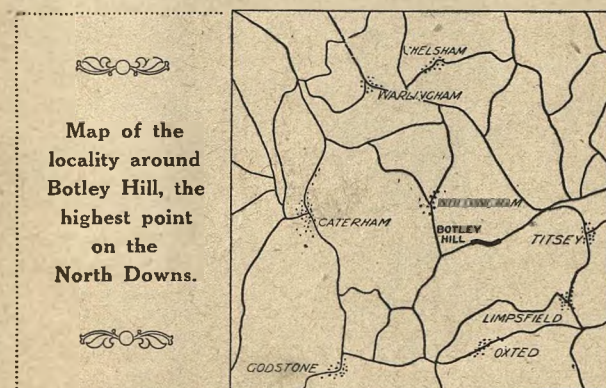 Map of the
locality around
Botley Hill, the
highest point
on the
North Downs.
CHELSHAM
WARLINGHAM
CATERHAM
BOTLEY
HILL
TITSEY
LIMPSFIELD
OXTED
GODSTONE